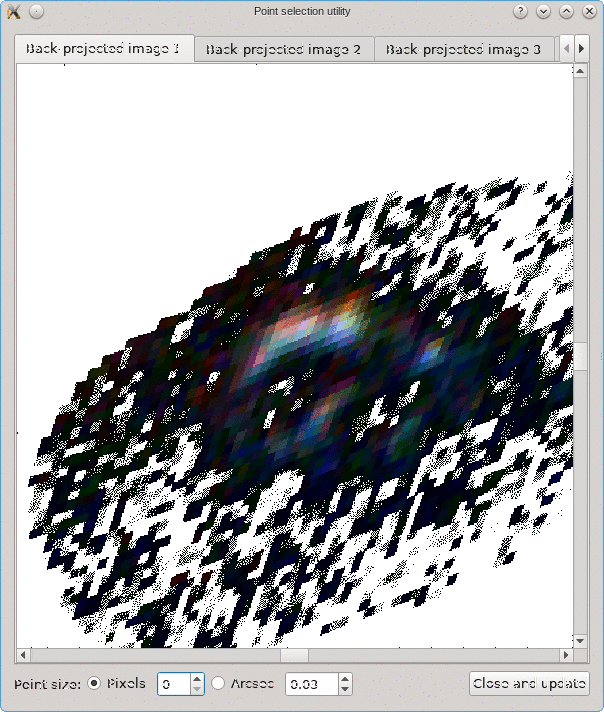 Point selection utility
Back-projected image 1 Back-projected image 2 Back-projected image 3
Point size: Pixels 0 Arcsec 0.03 Close and update